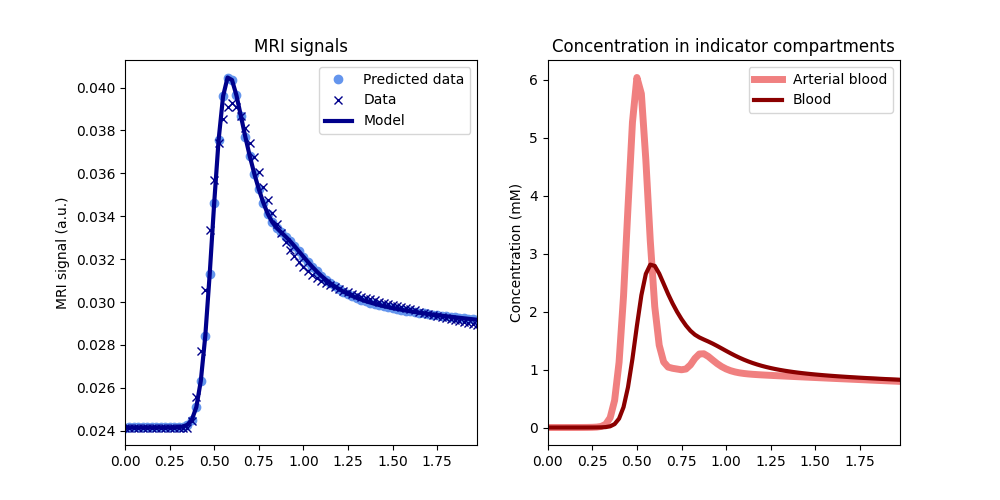 MRI signals
MRI signal (a.u.)
0.040
0.038
0.036
0.034
0.032
0.030
0.028
0.026
0.024
Predicted data
Data
Model
0.00 0.25 0.50 0.75 1.00 1.25 1.50 1.75
Concentration in indicator compartments
Concentration (mM)
6
5
4
3
2
1
0
Arterial blood
Blood
0.00 0.25 0.50 0.75 1.00 1.25 1.50 1.75